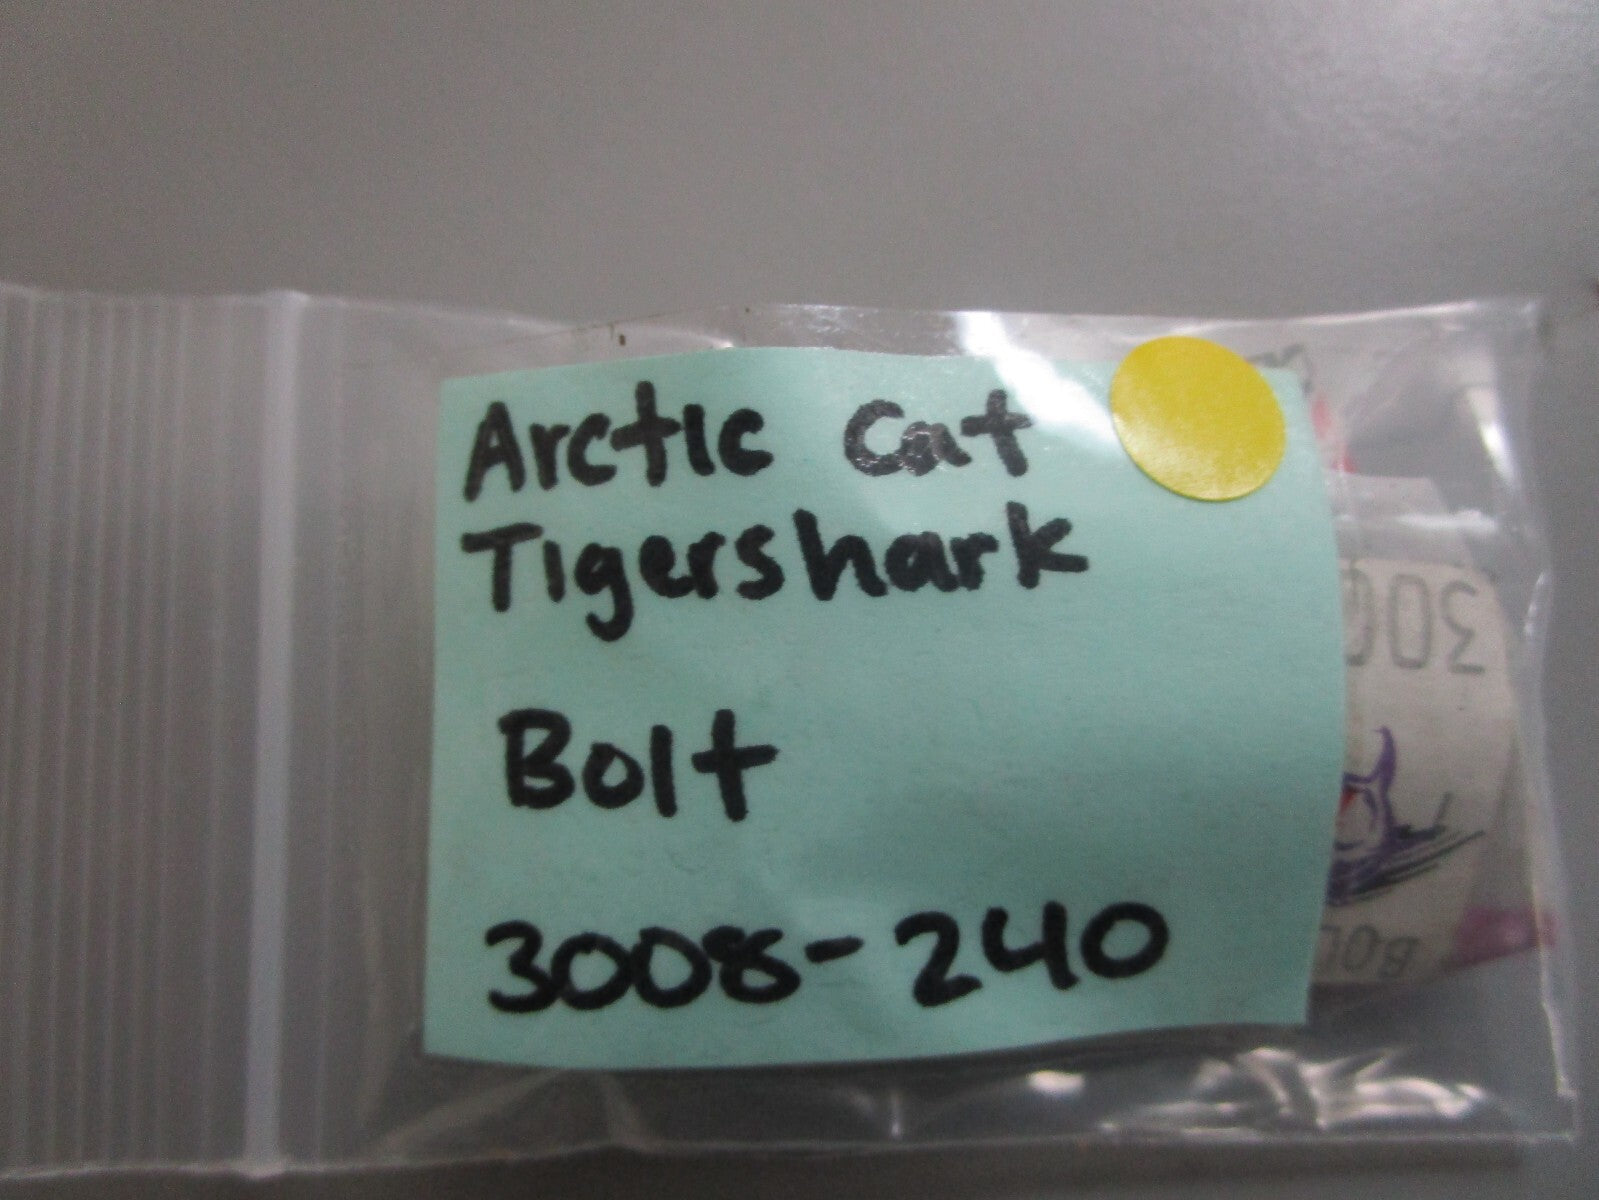 Arctic Cat
Tigershark
Bolt
3008-240